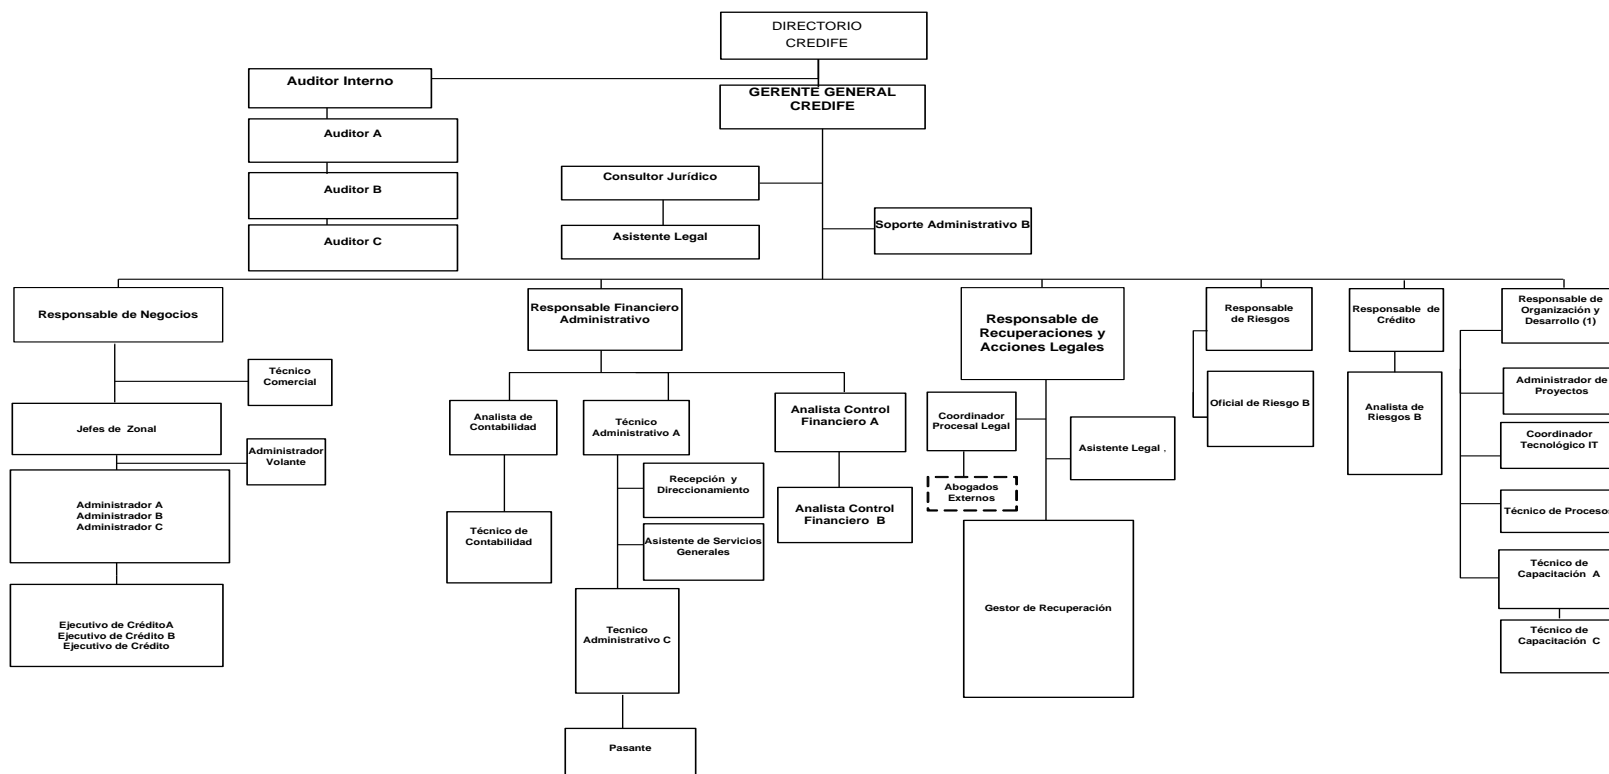 DIRECTORIO
CREDIFE
Auditor Interno
GERENTE GENERAL
CREDIFE
Auditor A
Consultor Jurídico
Auditor B
Soporte Administrativo B
Asistente Legal
Auditor C
Responsable de Negocios
Responsable Financiero
Administrativo
Responsable de
Recuperaciones y
Acciones Legales
Responsable
de Riesgos
Responsable de
Crédito
Responsable de
Organización y
Desarrollo (1)
Técnico
Comercial
Jefes de Zonal
Administrador
Volante
Administrador A
Administrador B
Administrador C
Ejecutivo de CréditoA
Ejecutivo de Crédito B
Ejecutivo de Crédito
Analista de
Contabilidad
Técnico de
Contabilidad
Técnico
Administrativo A
Recepción y
Direccionamiento
Asistente de Servicios
Generales
Tecnico
Administrativo C
Pasante
Analista Control
Financiero A
Analista Control
Financiero B
Coordinador
Procesal Legal
Abogados
Externos
Asistente Legal .
Gestor de Recuperación
Oficial de Riesgo B
Analista de
Riesgos B
Administrador de
Proyectos
Coordinador
Tecnológico IT
Técnico de Procesos
Técnico de
Capacitación A
Técnico de
Capacitación C